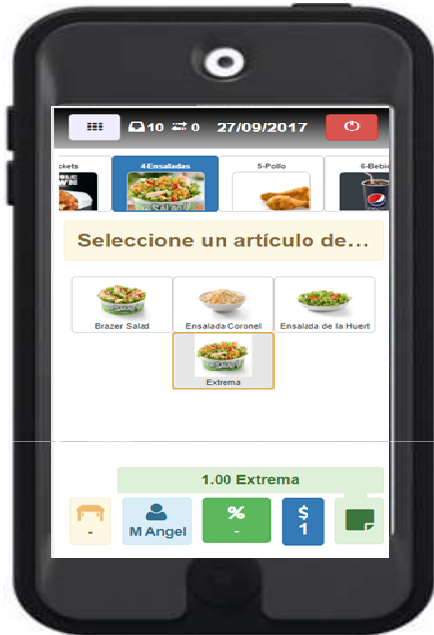 10 0 27/09/2017
ckets 4-Ensaladas 5-Pollo 6-Bebic
Seleccione un artículo de...
Brazer Salad Ensalada Coronel Ensalada de la Huert
Extrema
1.00 Extrema
- M Angel % - $ 1